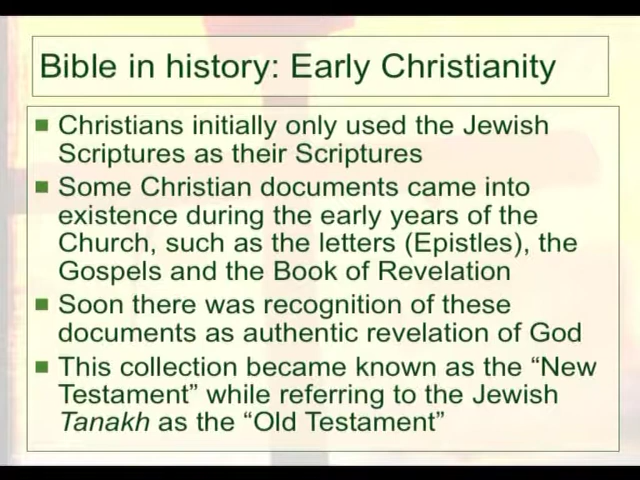 Bible in history: Early Christianity
Christians initially only used the Jewish
Scriptures as their Scriptures
Some Christian documents came into
existence during the early years of the
Church, such as the letters (Epistles), the
Gospels and the Book of Revelation
Soon there was recognition of these
documents as authentic revelation of God
This collection became known as the “New
Testament” while referring to the Jewish
Tanakh as the “Old Testament”